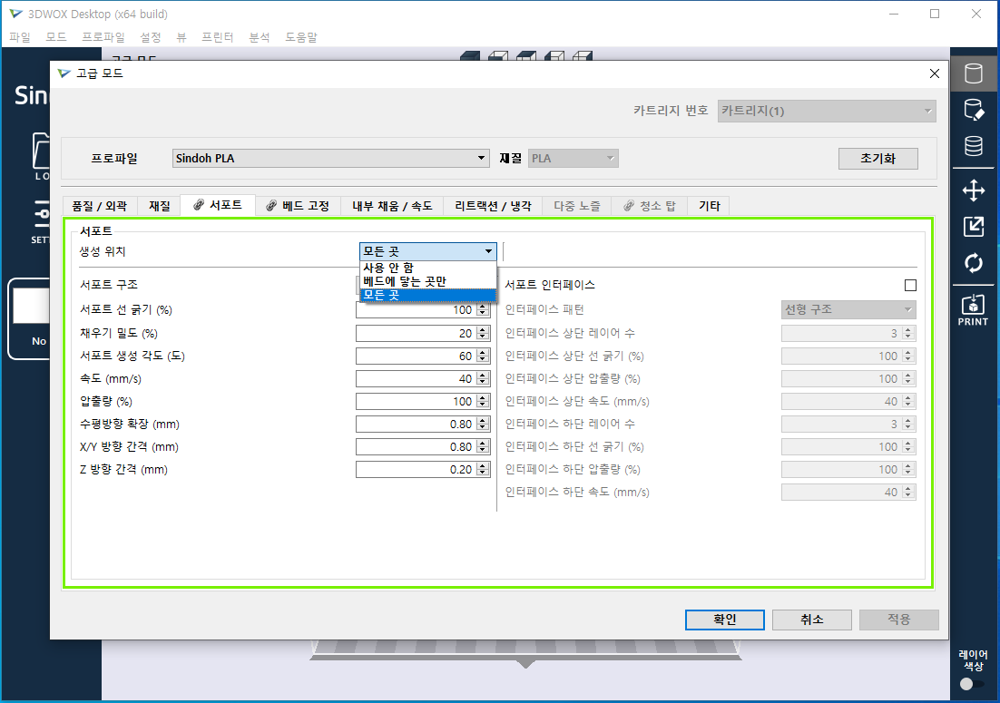 3DWOX Desktop (x64 build)
파일 모드 프로파일 설정 뷰 프린터 분석 도움말
고급 모드
고급 모드
카트리지 번호 카트리지(1)
Sin
프로파일 Sindoh PLA 재질 PLA 초기화
LO
품질 / 외곽 재질 서포트 베드 고정 내부 채움 / 속도 리트랙션 / 냉각 다중 노즐 청소 탑 기타
서포트
SETT
생성 위치 모든 곳
사용 안 함
베드에 닿는 곳만
모든 곳
서포트 구조 서포트 인터페이스
서포트 선 굵기 (%) 100 인터페이스 패턴 선형 구조
PRINT
채우기 밀도 (%) 20 인터페이스 상단 레이어 수 3
No
서포트 생성 각도 (도) 60 인터페이스 상단 선 굵기 (%) 100
속도 (mm/s) 40 인터페이스 상단 압출량 (%) 100
압출량 (%) 100 인터페이스 상단 속도 (mm/s) 40
수평방향 확장 (mm) 0.80 인터페이스 하단 레이어 수 3
X/Y 방향 간격 (mm) 0.80 인터페이스 하단 선 굵기 (%) 100
Z 방향 간격 (mm) 0.20 인터페이스 하단 압출량 (%) 100
인터페이스 하단 속도 (mm/s) 40
확인 취소 적용
레이어
색상